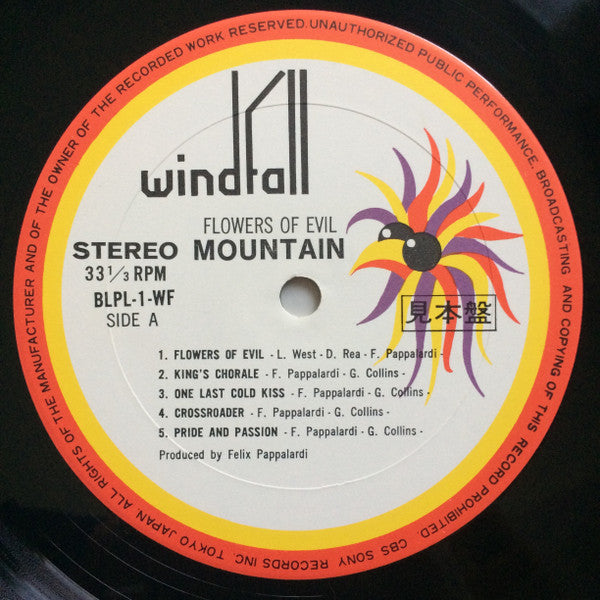 windfall
FLOWERS OF EVIL
STEREO MOUNTAIN
33 1/3 RPM
BLPL-1-WF
SIDE A
見本盤
1. FLOWERS OF EVIL - L. West - D. Rea - F. Pappalardi -
2. KING'S CHORALE - F. Pappalardi - G. Collins -
3. ONE LAST COLD KISS - F. Pappalardi - G. Collins -
4. CROSSROADER - F. Pappalardi - G. Collins -
5. PRIDE AND PASSION - F. Pappalardi - G. Collins -
Produced by Felix Pappalardi
CBS SONY RECORDS INC. TOKYO JAPAN. ALL RIGHTS OF THE MANUFACTURER AND OF THE OWNER OF THE RECORDED WORK RESERVED. UNAUTHORIZED PUBLIC PERFORMANCE, BROADCASTING AND COPYING OF THIS RECORD PROHIBITED.